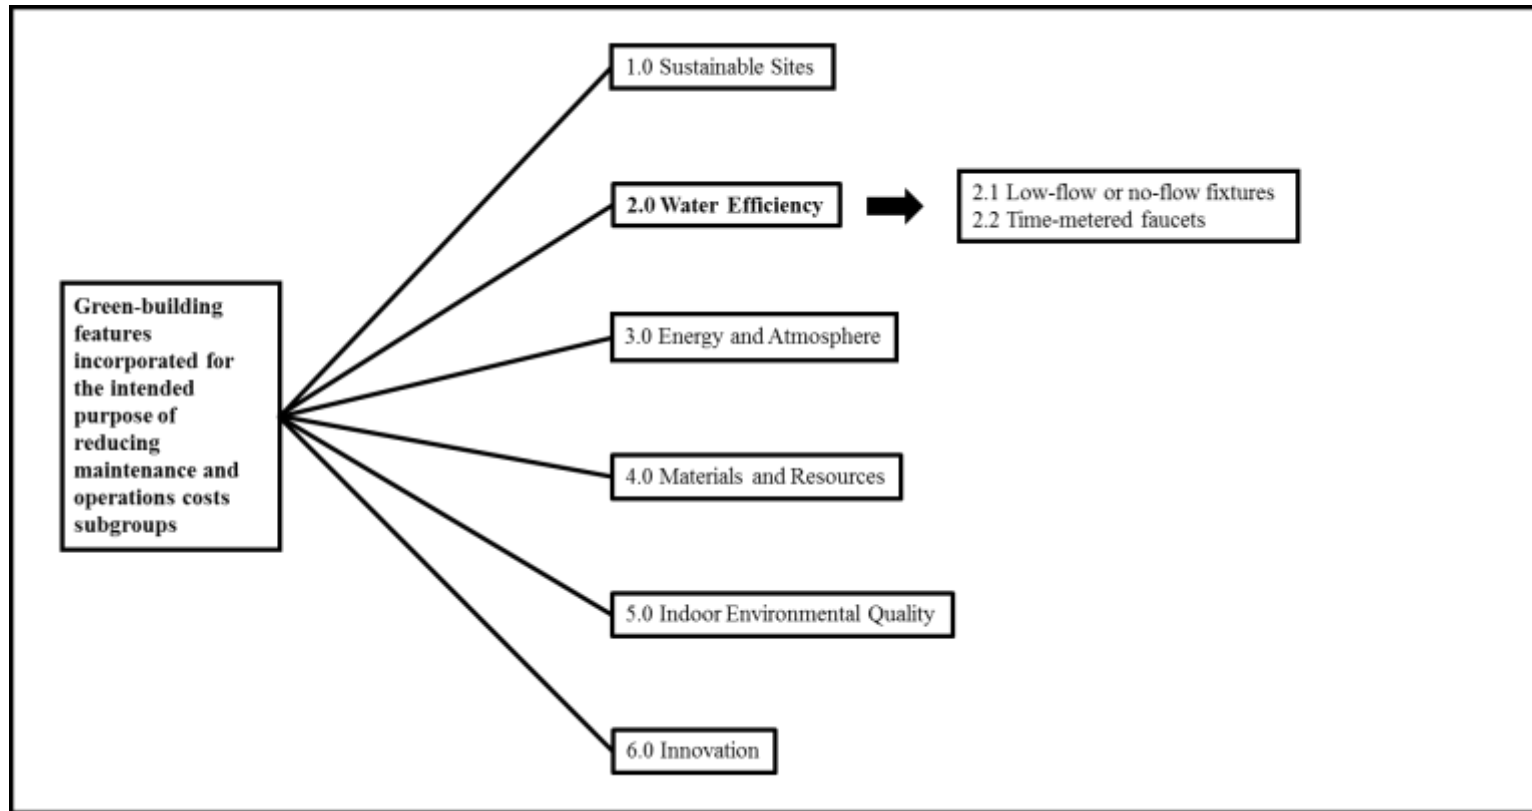 1.0 Sustainable Sites
2.0 Water Efficiency
2.1 Low-flow or no-flow fixtures
2.2 Time-metered faucets
Green-building
features
incorporated for
the intended
purpose of
reducing
maintenance and
operations costs
subgroups
3.0 Energy and Atmosphere
4.0 Materials and Resources
5.0 Indoor Environmental Quality
6.0 Innovation